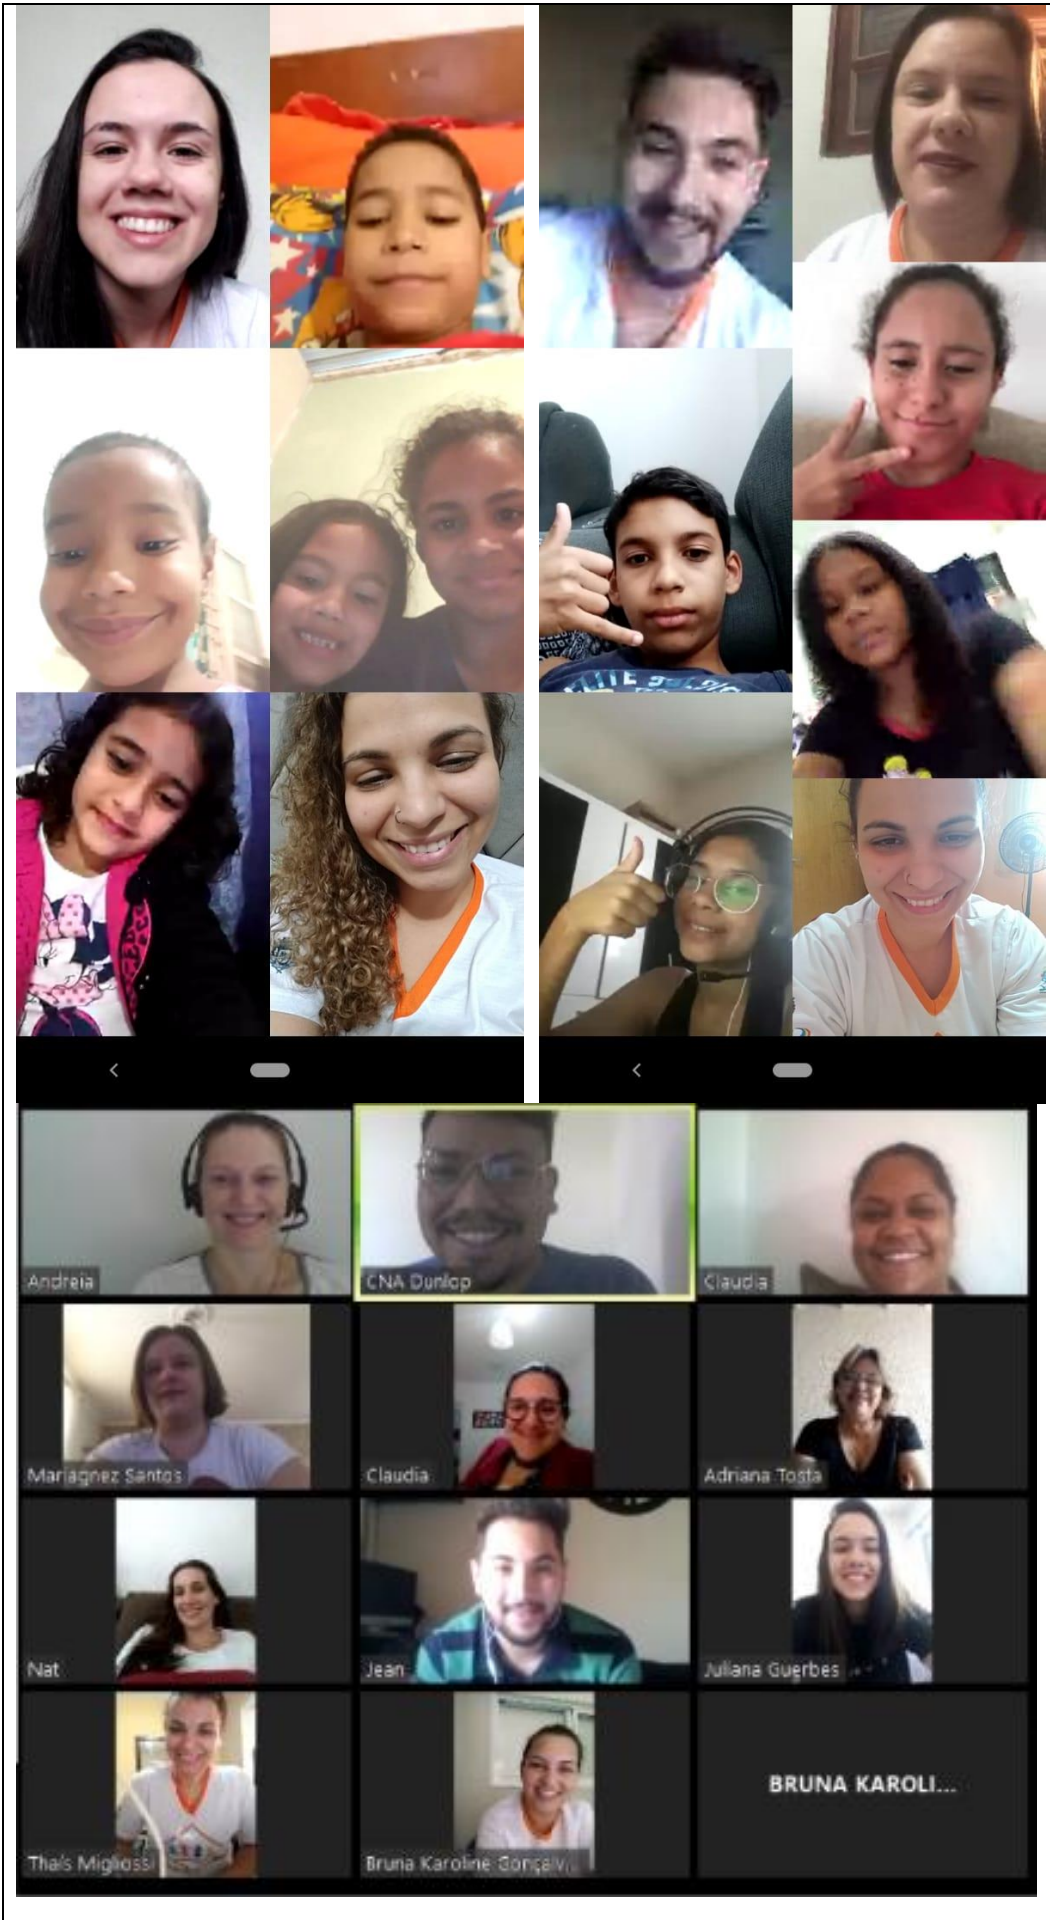 Andreia
CNA Dunlop
Claudia
Mariagnez Santos
Claudia
Adriana Tosta
Nat
Jean
Juliana Guerbes
Thaís Migliossi
Bruna Karoline Gonçalv...
BRUNA KAROLI...